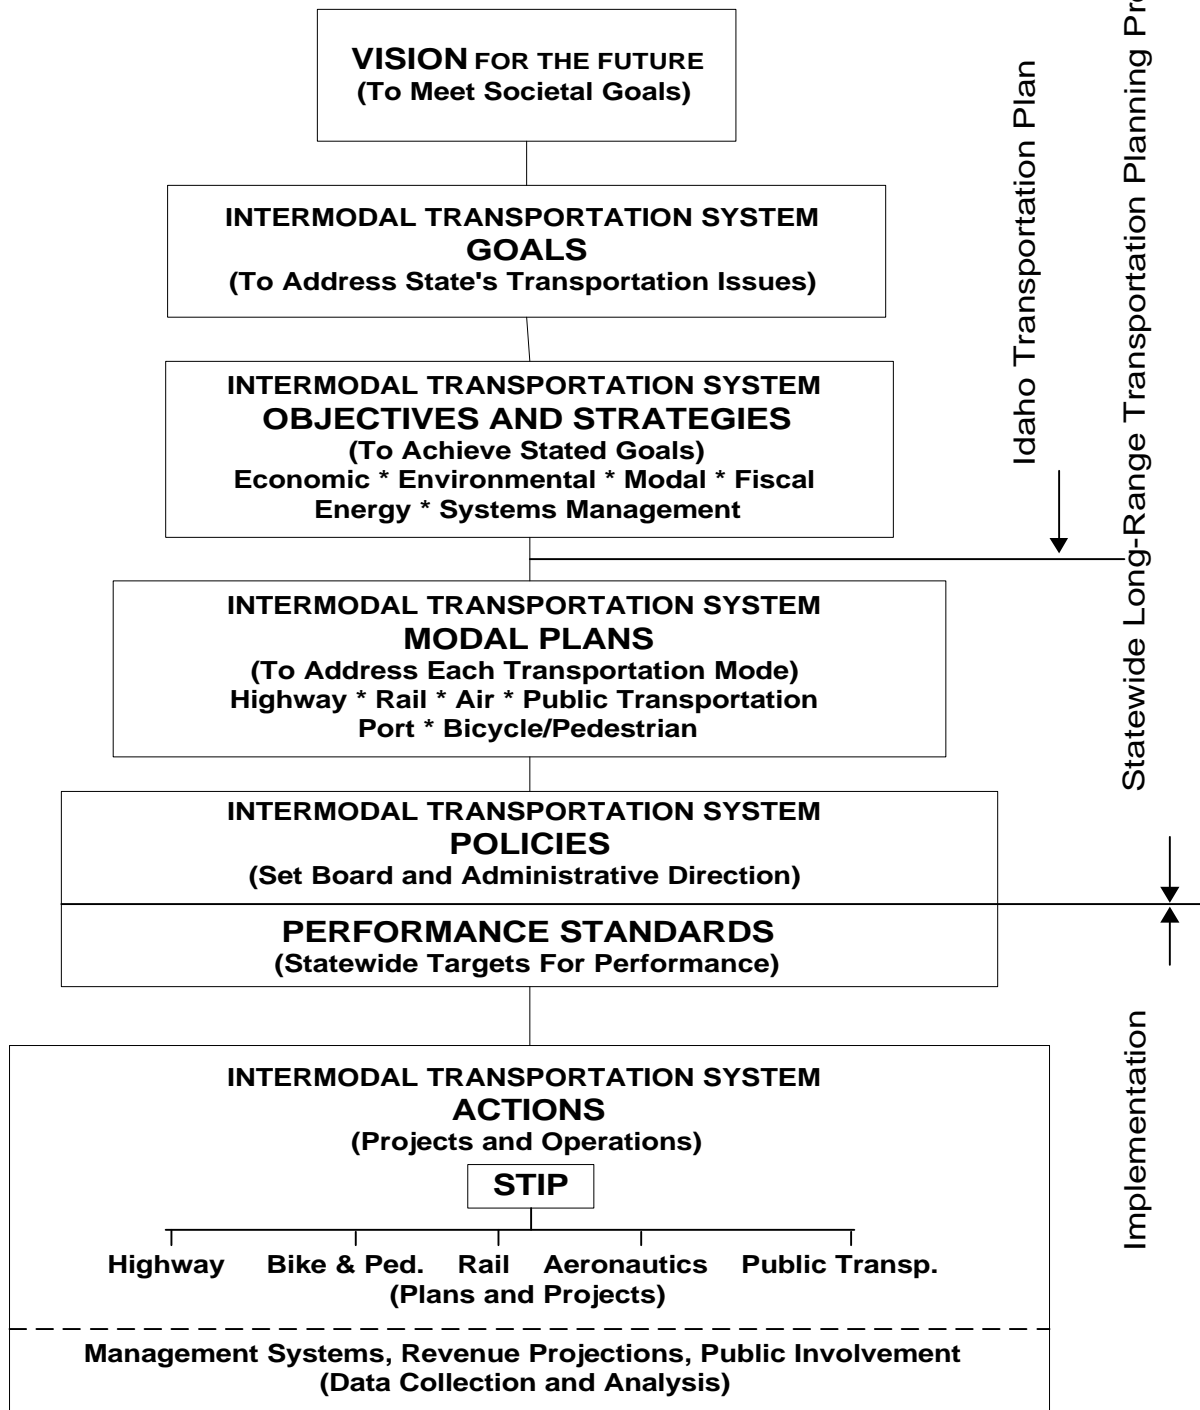 VISION FOR THE FUTURE
(To Meet Societal Goals)
INTERMODAL TRANSPORTATION SYSTEM
GOALS
(To Address State's Transportation Issues)
INTERMODAL TRANSPORTATION SYSTEM
OBJECTIVES AND STRATEGIES
(To Achieve Stated Goals)
Economic * Environmental * Modal * Fiscal
Energy * Systems Management
INTERMODAL TRANSPORTATION SYSTEM
MODAL PLANS
(To Address Each Transportation Mode)
Highway * Rail * Air * Public Transportation
Port * Bicycle/Pedestrian
INTERMODAL TRANSPORTATION SYSTEM
POLICIES
(Set Board and Administrative Direction)
PERFORMANCE STANDARDS
(Statewide Targets For Performance)
INTERMODAL TRANSPORTATION SYSTEM
ACTIONS
(Projects and Operations)
STIP
Highway Bike & Ped. Rail Aeronautics Public Transp.
(Plans and Projects)
Management Systems, Revenue Projections, Public Involvement
(Data Collection and Analysis)
Idaho Transportation Plan
Statewide Long-Range Transportation Planning
Implementation